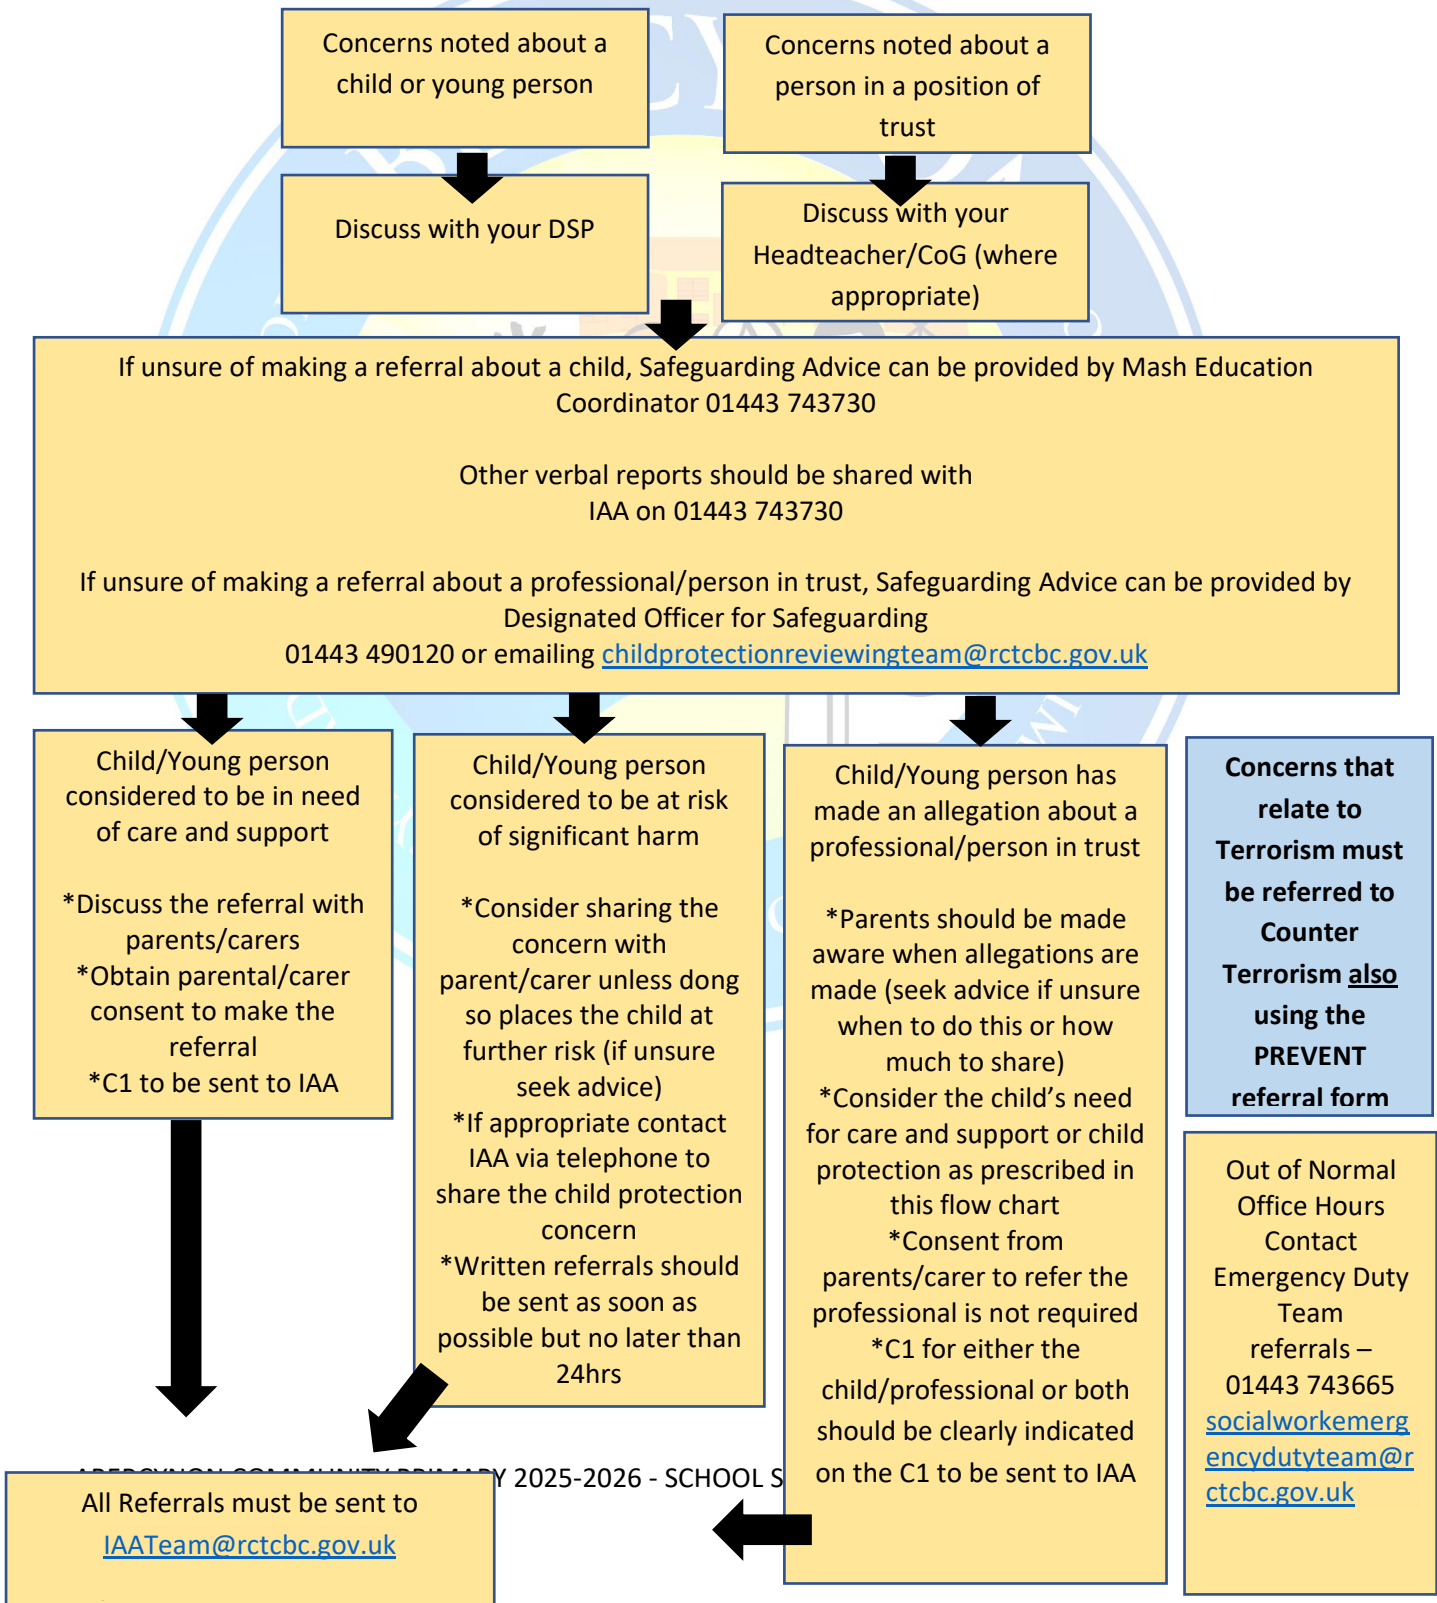 Concerns noted about a
child or young person
Concerns noted about a
person in a position of
trust
Discuss with your DSP
Discuss with your
Headteacher/CoG (where
appropriate)
If unsure of making a referral about a child, Safeguarding Advice can be provided by Mash Education
Coordinator 01443 743730
Other verbal reports should be shared with
IAA on 01443 743730
If unsure of making a referral about a professional/person in trust, Safeguarding Advice can be provided by
Designated Officer for Safeguarding
01443 490120 or emailing childprotectionreviewingteam@rctcbc.gov.uk
Child/Young person
considered to be in need
of care and support
*Discuss the referral with
parents/carers
*Obtain parental/carer
consent to make the
referral
*C1 to be sent to IAA
Child/Young person
considered to be at risk
of significant harm
*Consider sharing the
concern with
parent/carer unless dong
so places the child at
further risk (if unsure
seek advice)
*If appropriate contact
IAA via telephone to
share the child protection
concern
*Written referrals should
be sent as soon as
possible but no later than
24hrs
Child/Young person has
made an allegation about a
professional/person in trust
*Parents should be made
aware when allegations are
made (seek advice if unsure
when to do this or how
much to share)
*Consider the child’s need
for care and support or child
protection as prescribed in
this flow chart
*Consent from
parents/carer to refer the
professional is not required
*C1 for either the
child/professional or both
should be clearly indicated
on the C1 to be sent to IAA
Concerns that
relate to
Terrorism must
be referred to
Counter
Terrorism also
using the
PREVENT
referral form
Out of Normal
Office Hours
Contact
Emergency Duty
Team
referrals –
01443 743665
socialworkemerg
encydutyteam@r
ctcbc.gov.uk
ABERCYNON COMMUNITY PRIMARY 2025-2026 - SCHOOL S
All Referrals must be sent to
IAATeam@rctcbc.gov.uk